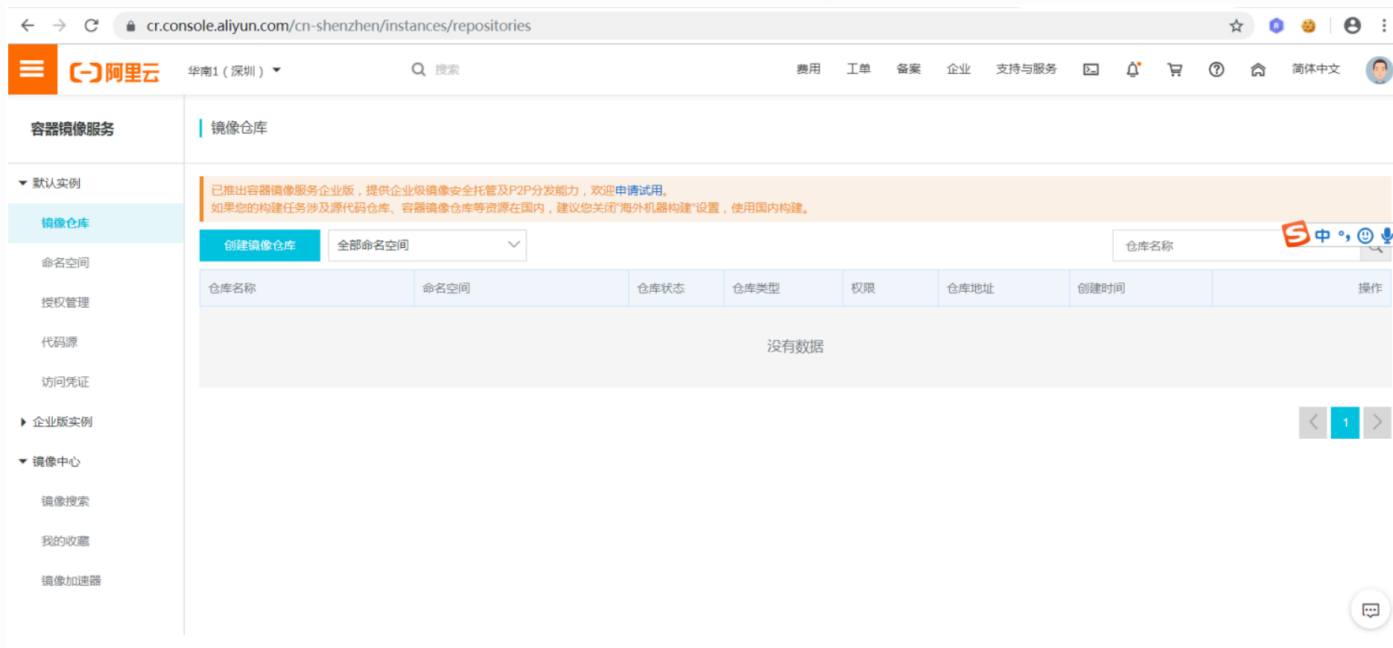 cr.console.aliyun.com/cn-shenzhen/instances/repositories
阿里云 华南1（深圳） 搜索 费用 工单 备案 企业 支持与服务 简体中文
容器镜像服务
镜像仓库
默认实例
镜像仓库
命名空间
授权管理
代码源
访问凭证
企业版实例
镜像中心
镜像搜索
我的收藏
镜像加速器
已推出容器镜像服务企业版，提供企业级镜像安全托管及P2P分发能力，欢迎申请试用。
如果您的构建任务涉及源代码仓库、容器镜像仓库等资源在国内，建议您关闭"海外机器构建"设置，使用国内构建。
创建镜像仓库 全部命名空间 仓库名称
中
仓库名称 命名空间 仓库状态 仓库类型 权限 仓库地址 创建时间 操作
没有数据
1